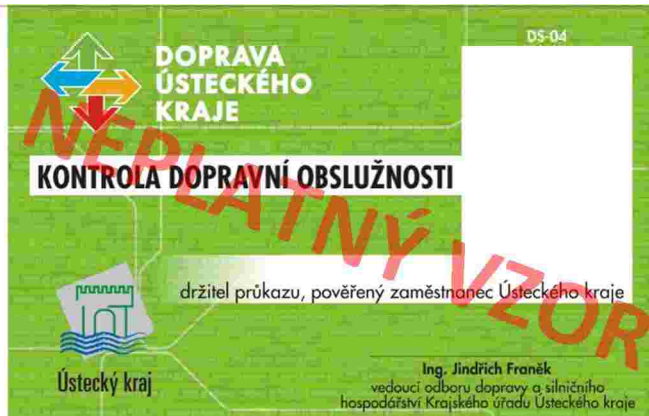 DS-04
DOPRAVA
ÚSTECKÉHO
KRAJE
KONTROLA DOPRAVNÍ OBSLUŽNOSTI
NEPLATNÝ VZOR
držitel průkazu, pověřený zaměstnanec Ústeckého kraje
Ústecký kraj
Ing. Jindřich Franěk
vedoucí odboru dopravy a silničního
hospodářství Krajského úřadu Ústeckého kraje